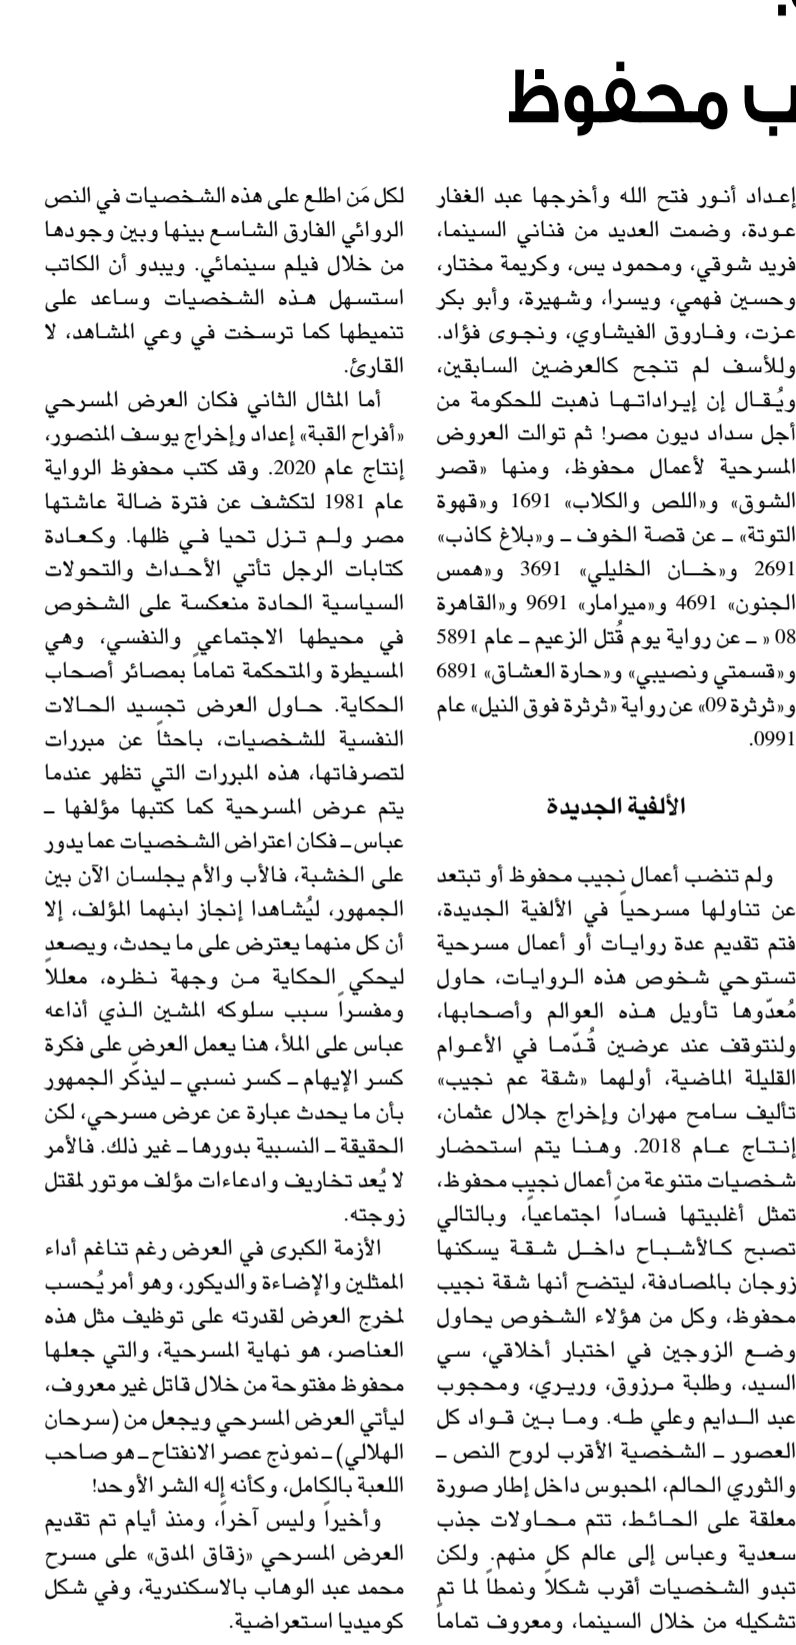 ب محفوظ
إعداد أنور فتح الله وأخرجها عبد الغفار
عودة، وضمت العديد من فناني السينما،
فريد شوقي، ومحمود يس، وكريمة مختار،
وحسين فهمي، ويسرا، وشهيرة، وأبو بكر
عزت، وفاروق الفيشاوي، ونجوى فؤاد.
وللأسف لم تنجح كالعرضين السابقين،
ويُقال إن إيراداتها ذهبت للحكومة من
أجل سداد ديون مصر! ثم توالت العروض
المسرحية لأعمال محفوظ، ومنها «قصر
الشوق» و«اللص والكلاب» 1691 و«قهوة
التوتة» ـ عن قصة الخوف ـ و«بلاغ كاذب»
2691 و«خان الخليلي» 3691 و«همس
الجنون» 4691 و«ميرامار» 9691 و«القاهرة
08 « ـ عن رواية يوم قُتل الزعيم ـ عام 5891
و«قسمتي ونصيبي» و«حارة العشاق» 6891
و«ثرثرة 09» عن رواية «ثرثرة فوق النيل» عام
0991.
الألفية الجديدة
ولم تنضب أعمال نجيب محفوظ أو تبتعد
عن تناولها مسرحياً في الألفية الجديدة،
فتم تقديم عدة روايات أو أعمال مسرحية
تستوحي شخوص هذه الروايات، حاول
مُعدّوها تأويل هذه العوالم وأصحابها،
ولنتوقف عند عرضين قُدّما في الأعوام
القليلة الماضية، أولهما «شقة عم نجيب»
تأليف سامح مهران وإخراج جلال عثمان،
إنتاج عام 2018. وهنا يتم استحضار
شخصيات متنوعة من أعمال نجيب محفوظ،
تمثل أغلبيتها فساداً اجتماعياً، وبالتالي
تصبح كالأشباح داخل شقة يسكنها
زوجان بالمصادفة، ليتضح أنها شقة نجيب
محفوظ، وكل من هؤلاء الشخوص يحاول
وضع الزوجين في اختبار أخلاقي، سي
السيد، وطلبة مرزوق، وريري، ومحجوب
عبد الدايم وعلي طه. وما بين قواد كل
العصور ـ الشخصية الأقرب لروح النص ـ
والثوري الحالم، المحبوس داخل إطار صورة
معلقة على الحائط، تتم محاولات جذب
سعدية وعباس إلى عالم كل منهم. ولكن
تبدو الشخصيات أقرب شكلاً ونمطاً لما تم
تشكيله من خلال السينما، ومعروف تماماً
لكل مَن اطلع على هذه الشخصيات في النص
الروائي الفارق الشاسع بينها وبين وجودها
من خلال فيلم سينمائي. ويبدو أن الكاتب
استسهل هذه الشخصيات وساعد على
تنميطها كما ترسخت في وعي المشاهد، لا
القارئ.
أما المثال الثاني فكان العرض المسرحي
«أفراح القبة» إعداد وإخراج يوسف المنصور،
إنتاج عام 2020. وقد كتب محفوظ الرواية
عام 1981 لتكشف عن فترة ضالة عاشتها
مصر ولم تزل تحيا في ظلها. وكعادة
كتابات الرجل تأتي الأحداث والتحولات
السياسية الحادة منعكسة على الشخوص
في محيطها الاجتماعي والنفسي، وهي
المسيطرة والمتحكمة تماماً بمصائر أصحاب
الحكاية. حاول العرض تجسيد الحالات
النفسية للشخصيات، باحثاً عن مبررات
لتصرفاتها، هذه المبررات التي تظهر عندما
يتم عرض المسرحية كما كتبها مؤلفها ـ
عباس ـ فكان اعتراض الشخصيات عما يدور
على الخشبة، فالأب والأم يجلسان الآن بين
الجمهور، ليُشاهدا إنجاز ابنهما المؤلف، إلا
أن كل منهما يعترض على ما يحدث، ويصعد
ليحكي الحكاية من وجهة نظره، معللاً
ومفسراً سبب سلوكه المشين الذي أذاعه
عباس على الملأ، هنا يعمل العرض على فكرة
كسر الإيهام ـ كسر نسبي ـ ليذكّر الجمهور
بأن ما يحدث عبارة عن عرض مسرحي، لكن
الحقيقة ـ النسبية بدورها ـ غير ذلك. فالأمر
لا يُعد تخاريف وادعاءات مؤلف موتور لمقتل
زوجته.
الأزمة الكبرى في العرض رغم تناغم أداء
الممثلين والإضاءة والديكور، وهو أمر يُحسب
لمخرج العرض لقدرته على توظيف مثل هذه
العناصر، هو نهاية المسرحية، والتي جعلها
محفوظ مفتوحة من خلال قاتل غير معروف،
ليأتي العرض المسرحي ويجعل من (سرحان
الهلالي) ـ نموذج عصر الانفتاح ـ هو صاحب
اللعبة بالكامل، وكأنه إله الشر الأوحد!
وأخيراً وليس آخراً، ومنذ أيام تم تقديم
العرض المسرحي «زقاق المدق» على مسرح
محمد عبد الوهاب بالاسكندرية، وفي شكل
كوميديا استعراضية.